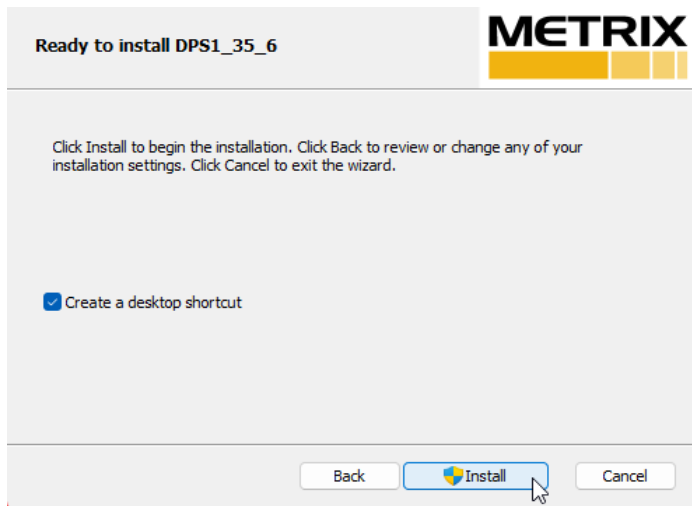 Ready to install DPS1_35_6
METRIX
Click Install to begin the installation. Click Back to review or change any of your
installation settings. Click Cancel to exit the wizard.
Create a desktop shortcut
Back
Install
Cancel